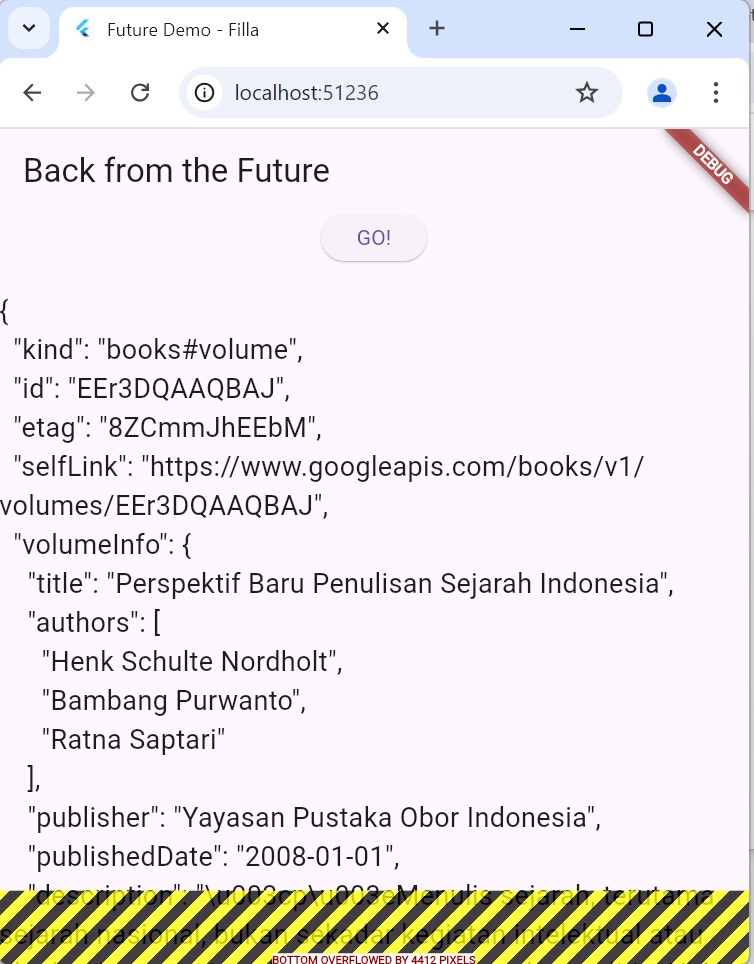 Future Demo - Filla
localhost:51236
DEBUG
Back from the Future
GO!
{
"kind": "books#volume",
"id": "EEr3DQAAQBAJ",
"etag": "8ZCmmJhEEbM",
"selfLink": "https://www.googleapis.com/books/v1/
volumes/EEr3DQAAQBAJ",
"volumeInfo": {
"title": "Perspektif Baru Penulisan Sejarah Indonesia",
"authors": [
"Henk Schulte Nordholt",
"Bambang Purwanto",
"Ratna Saptari"
],
"publisher": "Yayasan Pustaka Obor Indonesia",
"publishedDate": "2008-01-01",
"description": "\u003cp\u003eMenulis sejarah, terutama
sejarah nasional, bukan sekadar kegiatan intelektual atau
BOTTOM OVERFLOWED BY 4412 PIXELS